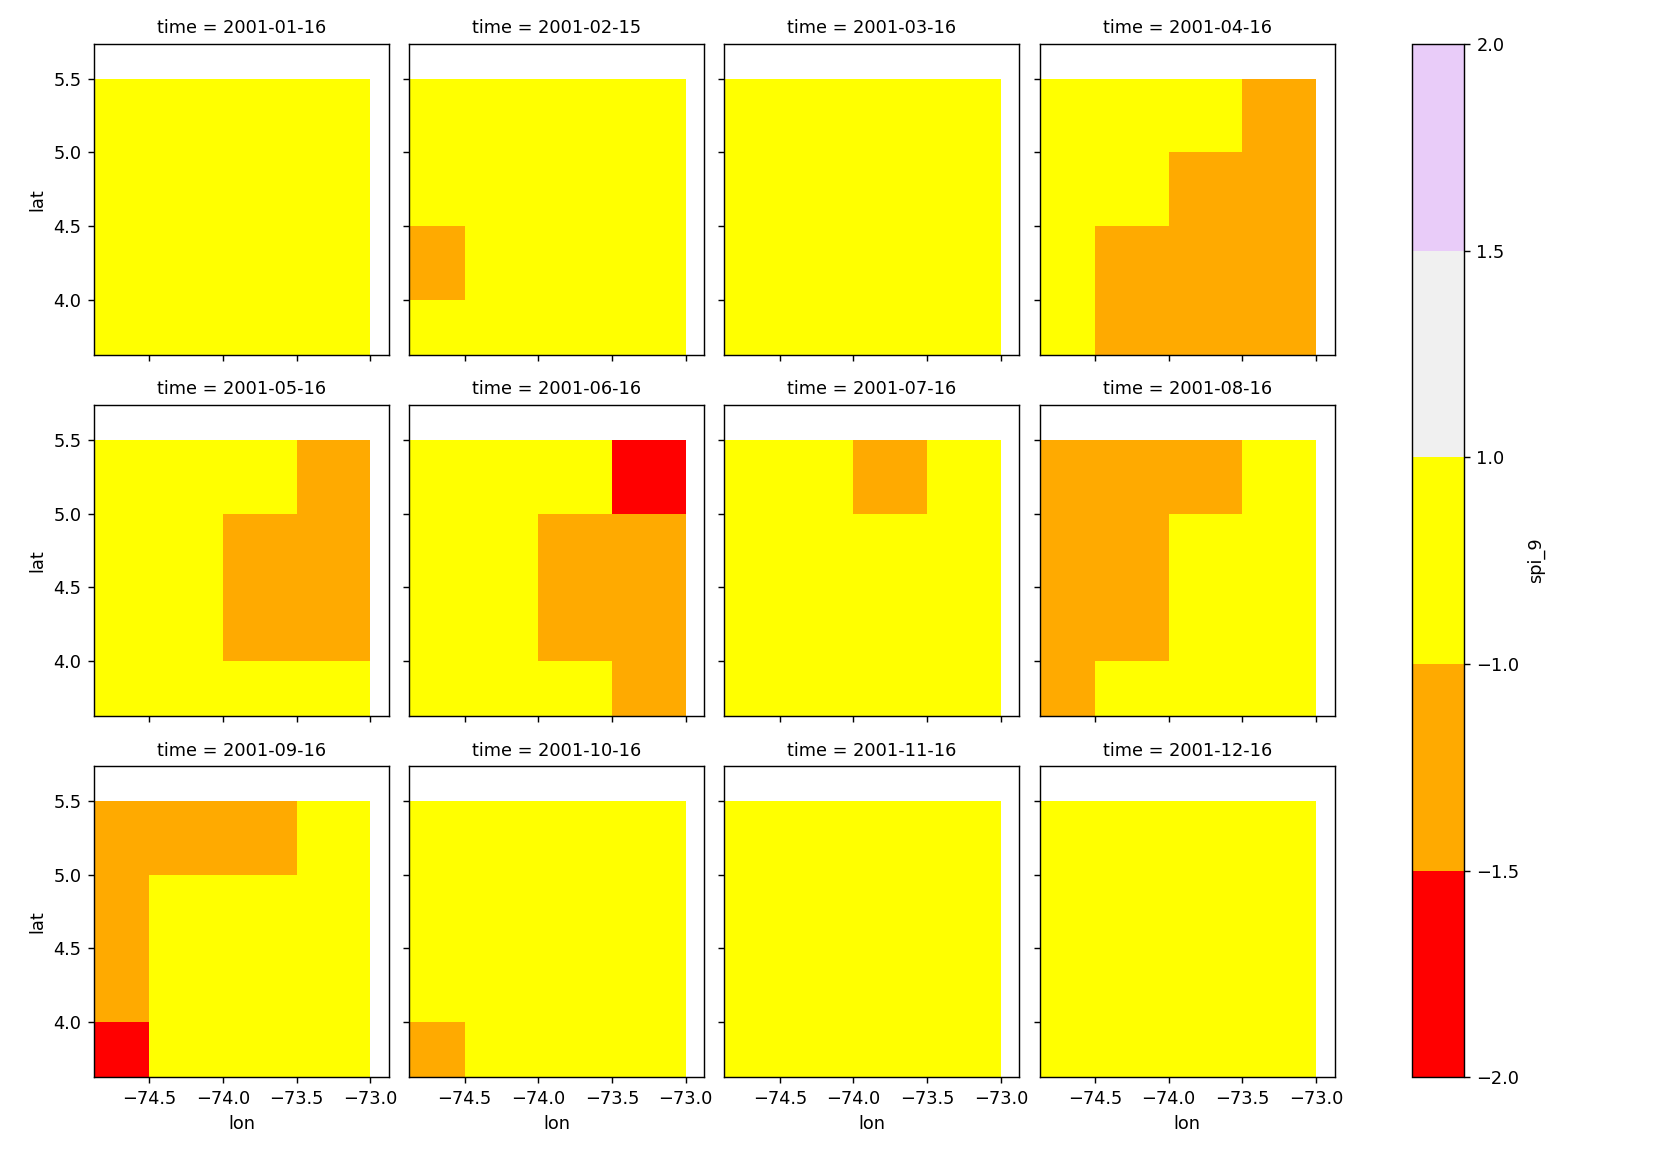 time = 2001-01-16
time = 2001-02-15
time = 2001-03-16
time = 2001-04-16
lat
5.5
5.0
4.5
4.0
time = 2001-05-16
time = 2001-06-16
time = 2001-07-16
time = 2001-08-16
lat
5.5
5.0
4.5
4.0
time = 2001-09-16
time = 2001-10-16
time = 2001-11-16
time = 2001-12-16
lat
5.5
5.0
4.5
4.0
−74.5 −74.0 −73.5 −73.0
−74.5 −74.0 −73.5 −73.0
−74.5 −74.0 −73.5 −73.0
−74.5 −74.0 −73.5 −73.0
lon
lon
lon
lon
2.0
1.5
1.0
−1.0
−1.5
−2.0
spi_9